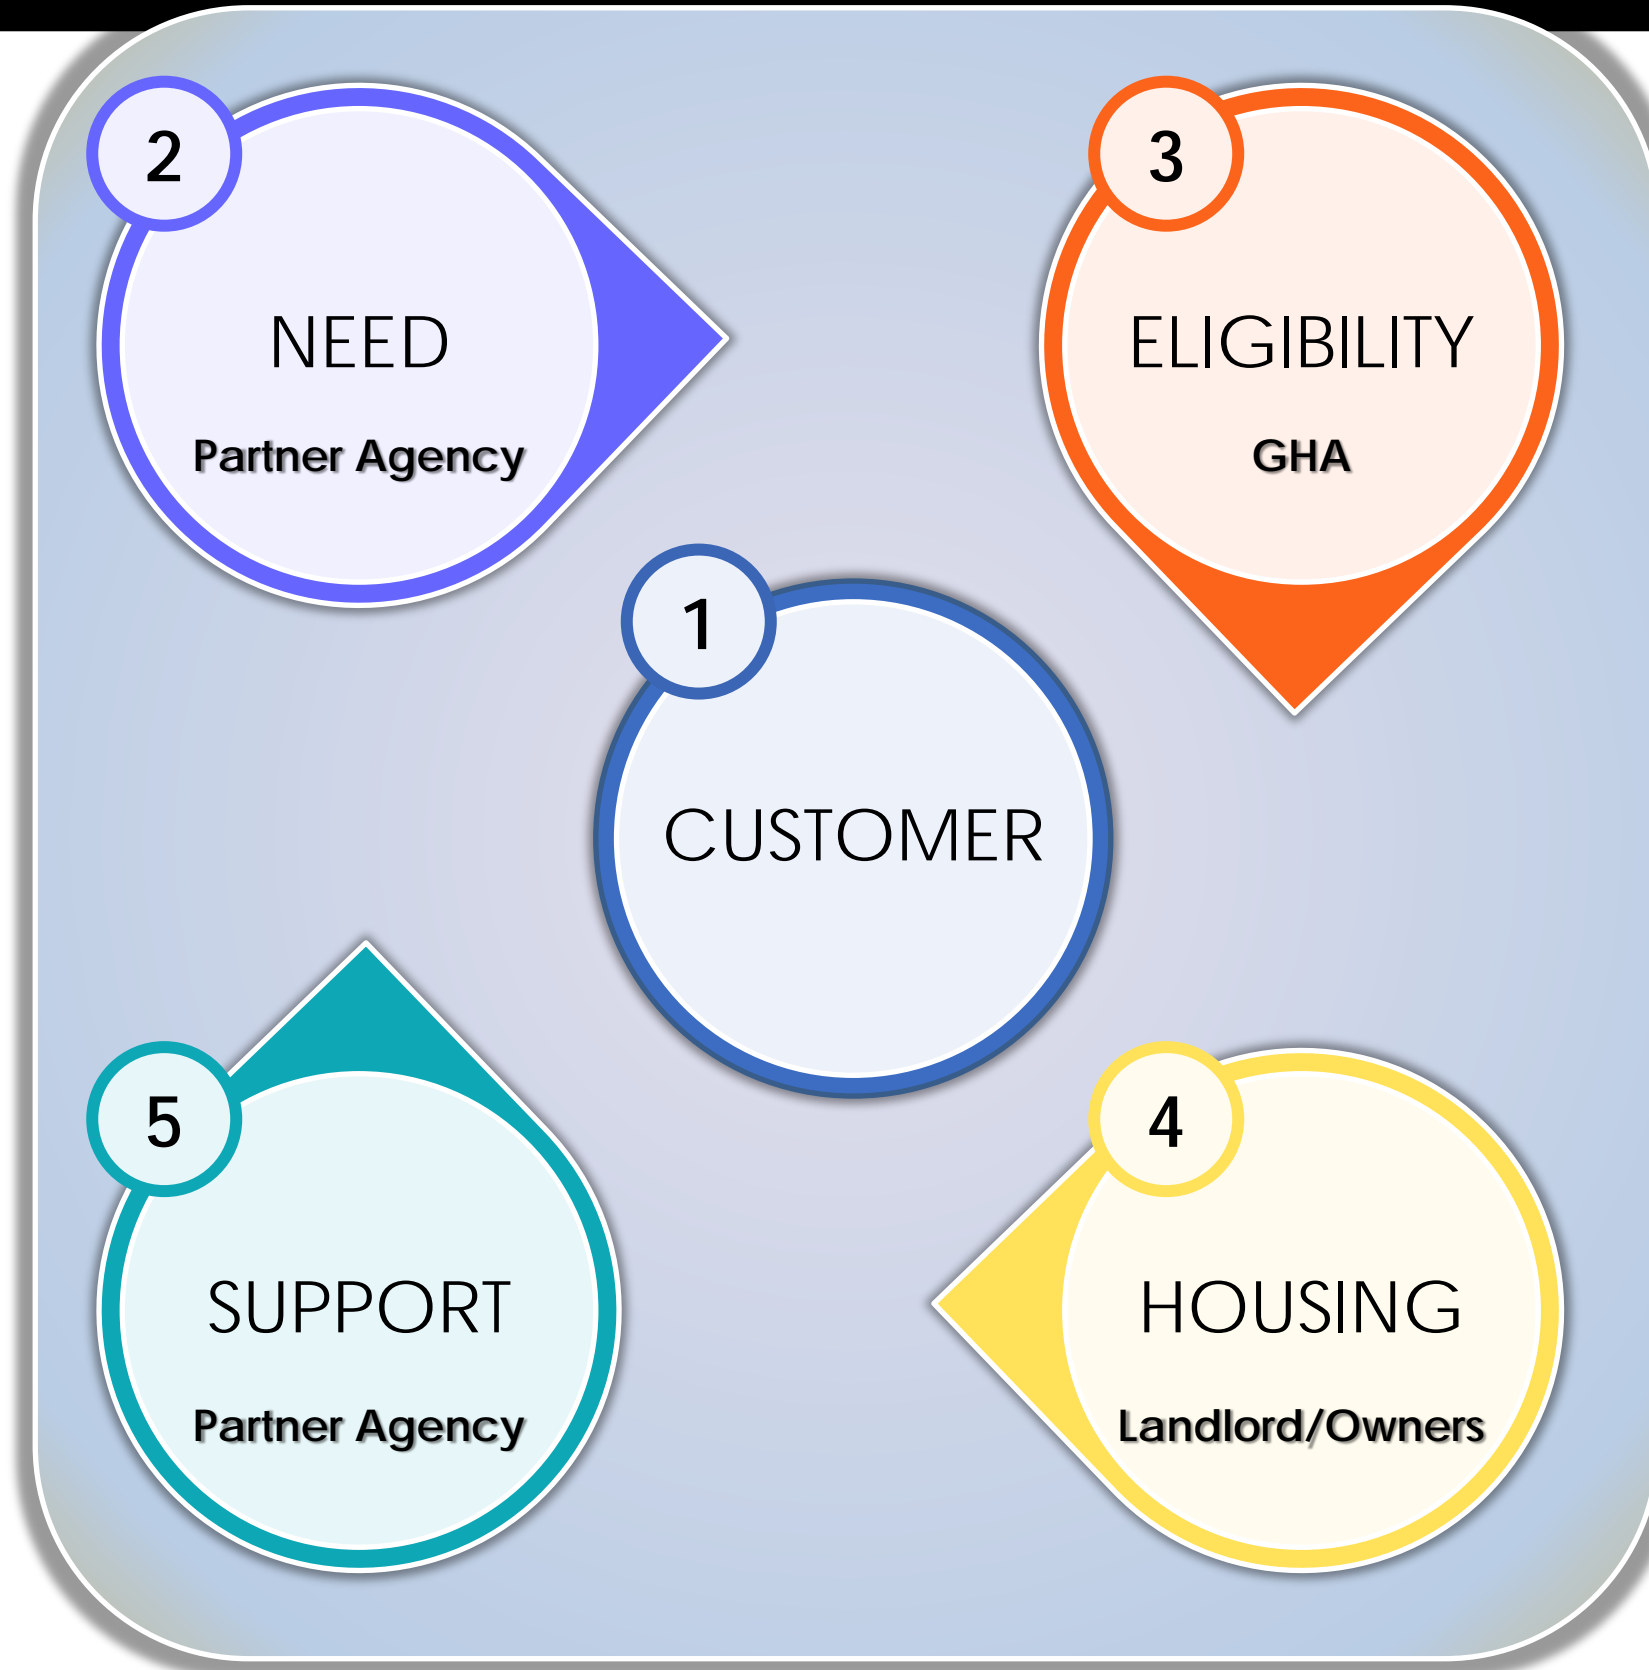 2
NEED
Partner Agency
3
ELIGIBILITY
GHA
1
CUSTOMER
5
SUPPORT
Partner Agency
4
HOUSING
Landlord/Owners